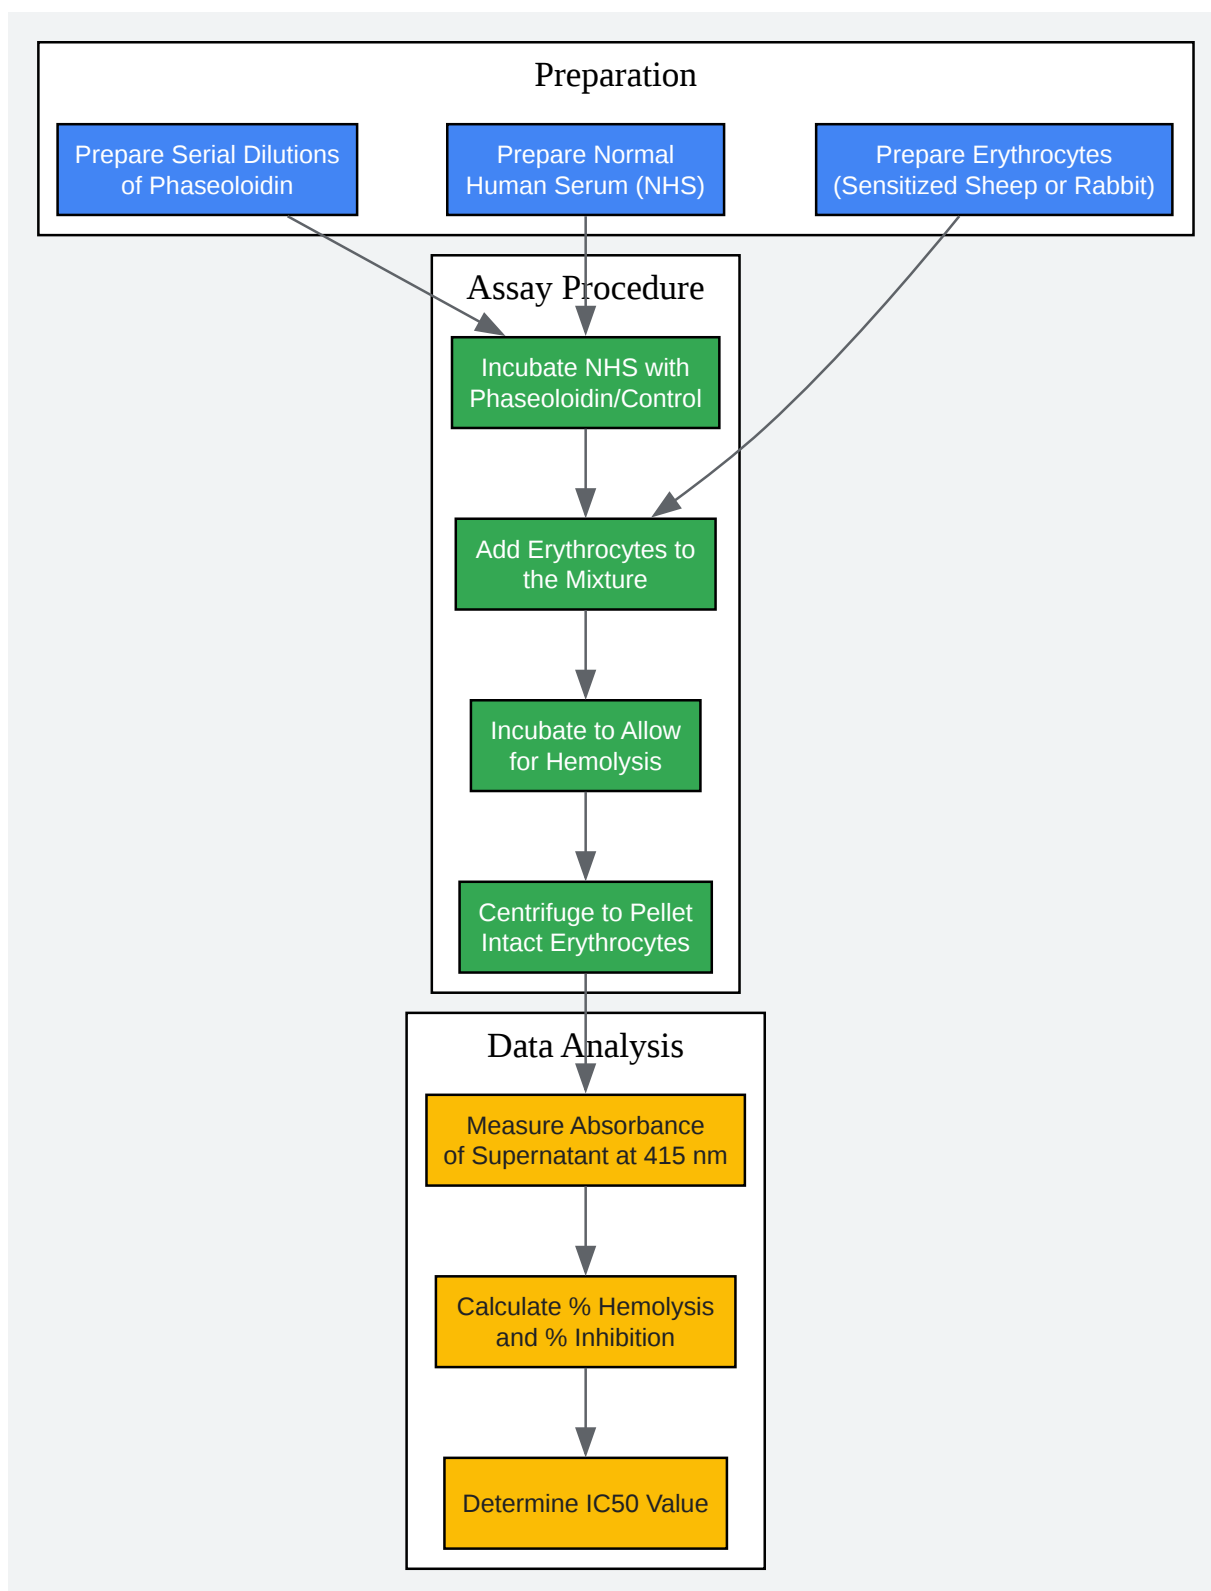 Preparation
Prepare Serial Dilutions
of Phaseoloidin
Prepare Normal
Human Serum (NHS)
Prepare Erythrocytes
(Sensitized Sheep or Rabbit)
Assay Procedure
Incubate NHS with
Phaseoloidin/Control
Add Erythrocytes to
the Mixture
Incubate to Allow
for Hemolysis
Centrifuge to Pellet
Intact Erythrocytes
Data Analysis
Measure Absorbance
of Supernatant at 415 nm
Calculate % Hemolysis
and % Inhibition
Determine IC50 Value